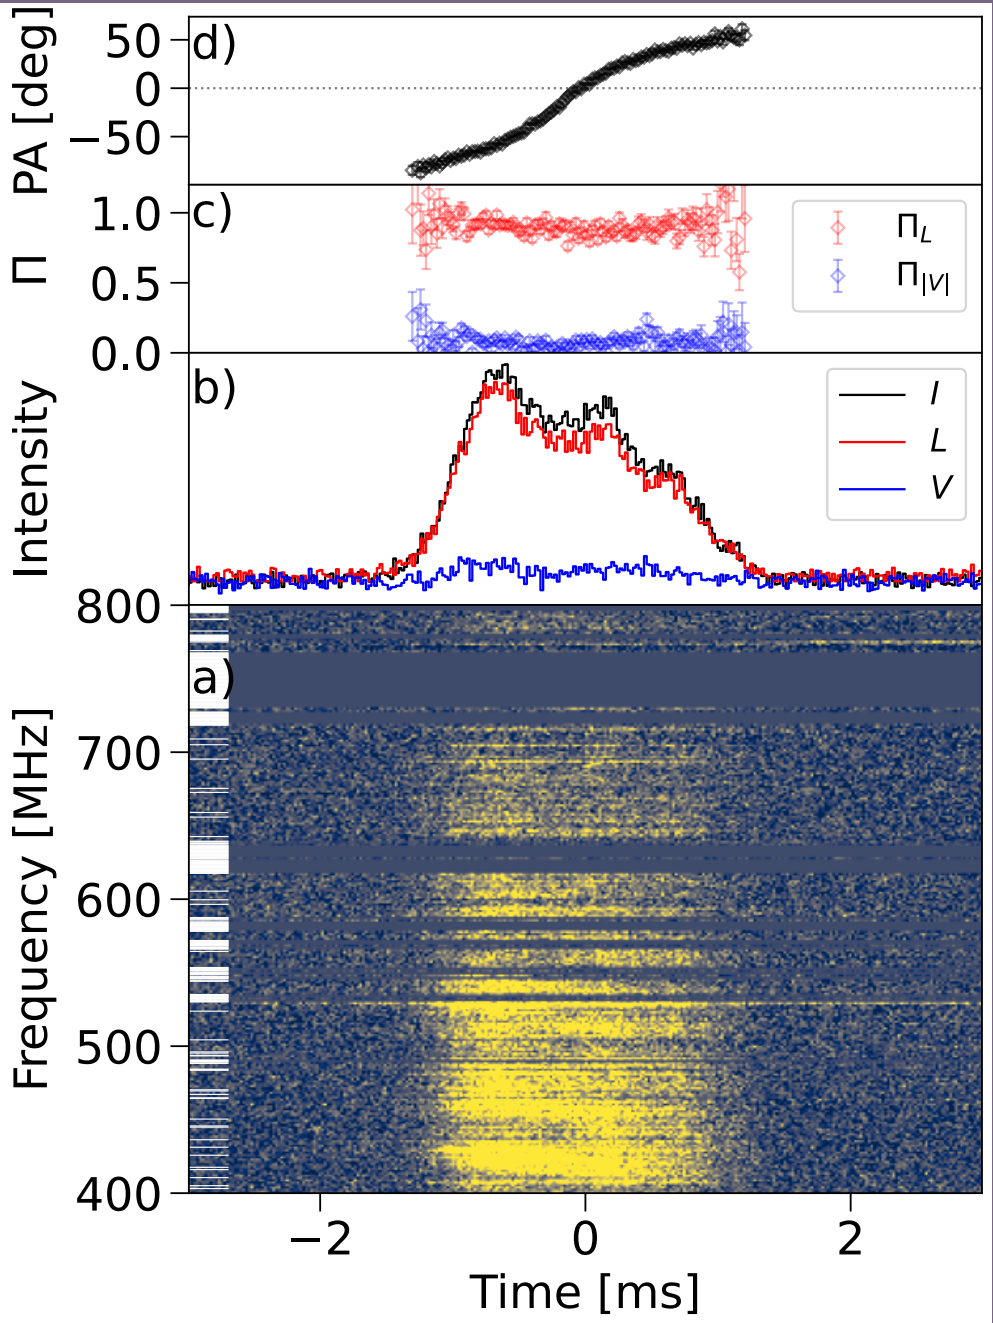 PA [deg]
50
0
−50
d)
Π
1.0
0.5
0.0
c)
Π_L
Π_|V|
Intensity
b)
I
L
V
Frequency [MHz]
800
700
600
500
400
a)
−2
0
2
Time [ms]